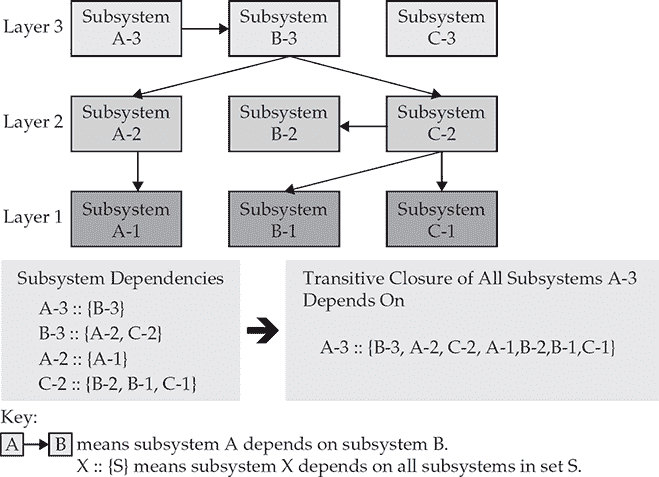 Layer 3
Subsystem
A-3
Subsystem
B-3
Subsystem
C-3
Layer 2
Subsystem
A-2
Subsystem
B-2
Subsystem
C-2
Layer 1
Subsystem
A-1
Subsystem
B-1
Subsystem
C-1
Subsystem Dependencies
A-3 :: {B-3}
B-3 :: {A-2, C-2}
A-2 :: {A-1}
C-2 :: {B-2, B-1, C-1}
Transitive Closure of All Subsystems A-3
Depends On
A-3 :: {B-3, A-2, C-2, A-1,B-2,B-1,C-1}
Key:
A B means subsystem A depends on subsystem B.
X :: {S} means subsystem X depends on all subsystems in set S.